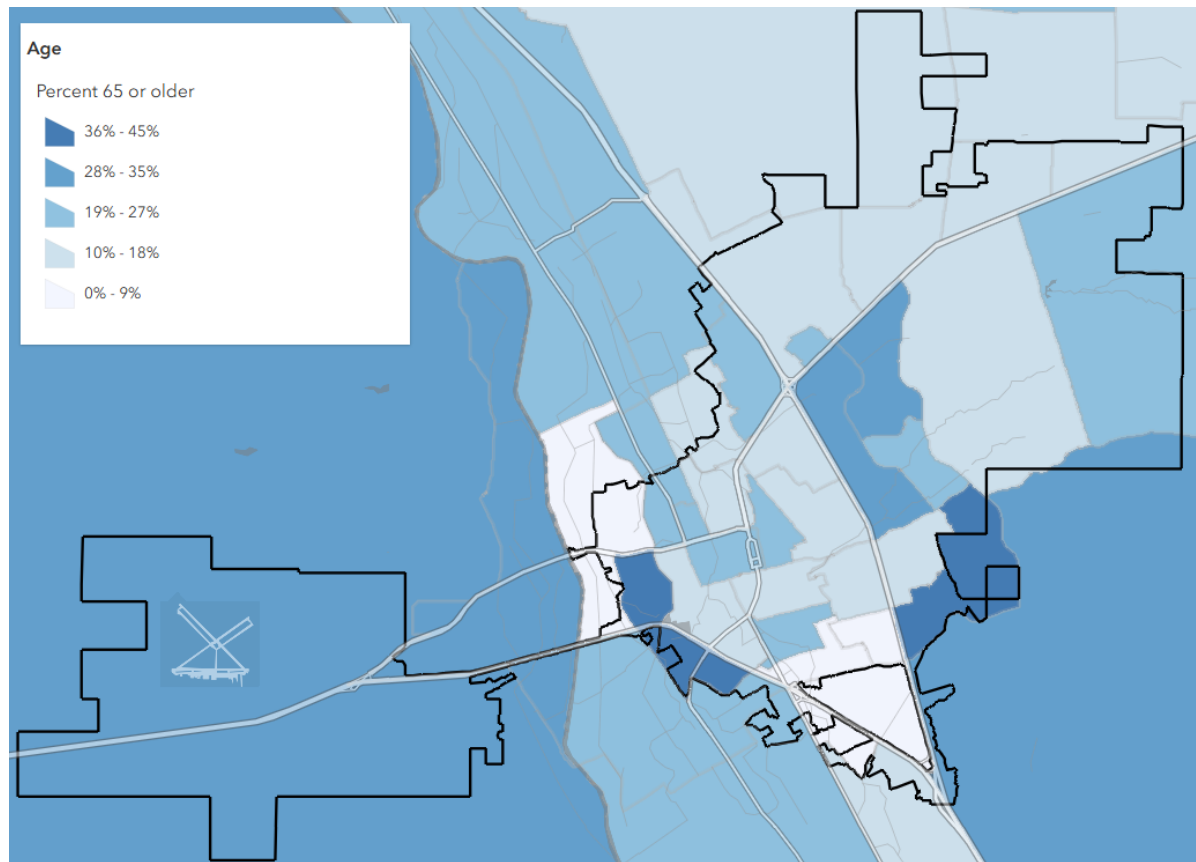 Age
Percent 65 or older
36% - 45%
28% - 35%
19% - 27%
10% - 18%
0% - 9%